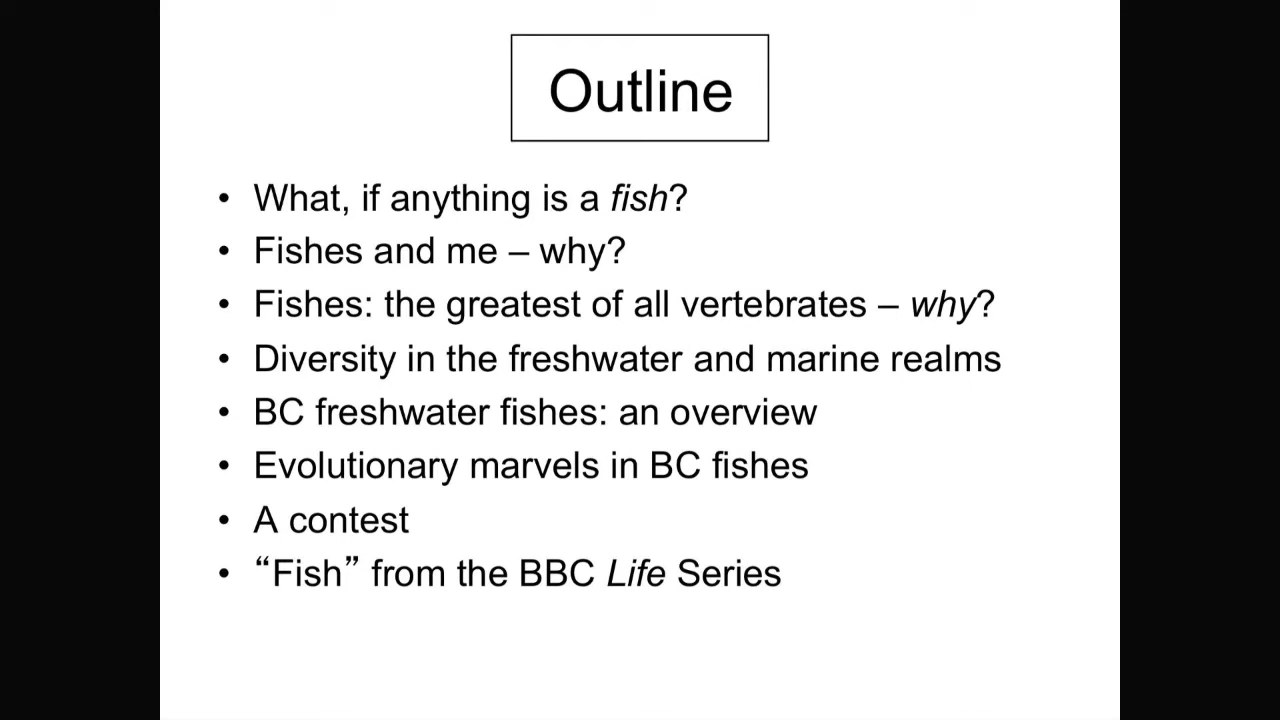 Outline
• What, if anything is a fish?
• Fishes and me – why?
• Fishes: the greatest of all vertebrates – why?
• Diversity in the freshwater and marine realms
• BC freshwater fishes: an overview
• Evolutionary marvels in BC fishes
• A contest
• “Fish” from the BBC Life Series